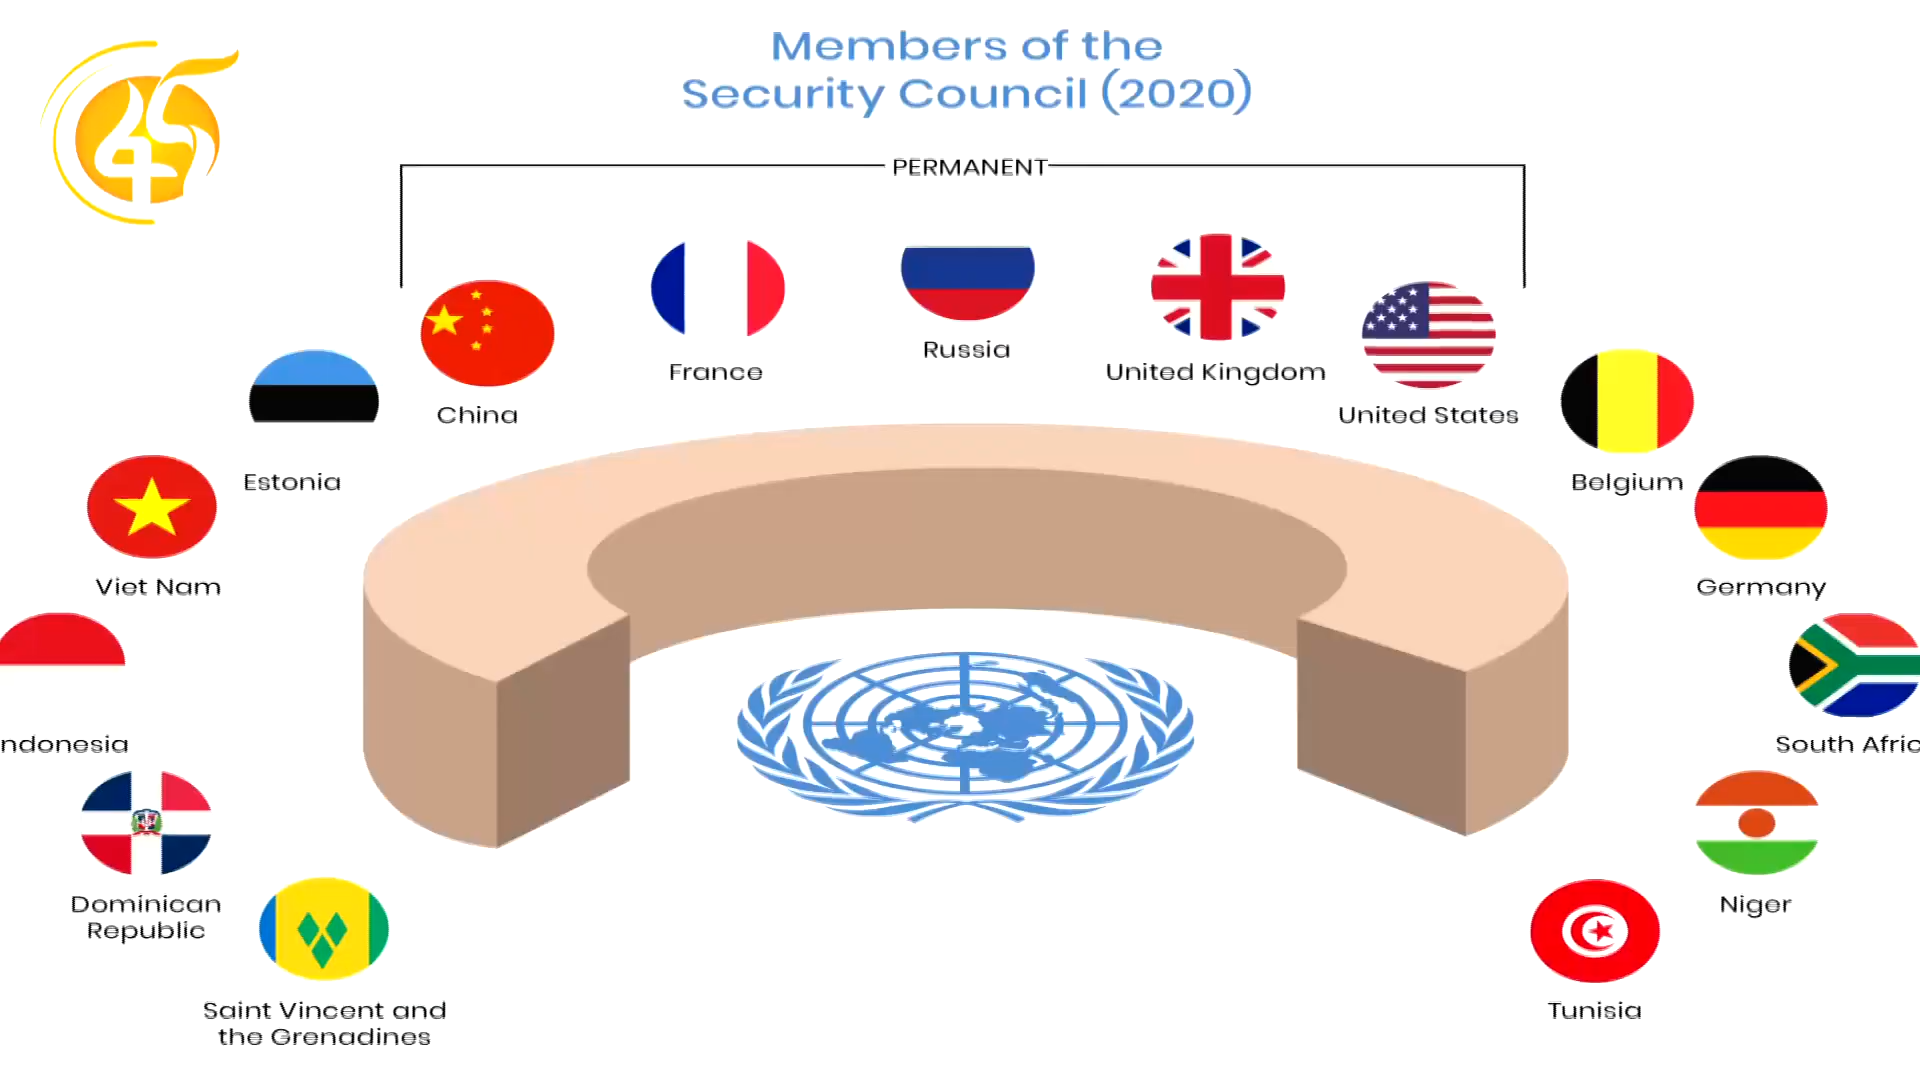 Members of the
Security Council (2020)
PERMANENT
Russia
France
United Kingdom
China
United States
Estonia
Belgium
Viet Nam
Germany
ndonesia
South Afric
Dominican
Republic
Niger
Saint Vincent and
the Grenadines
Tunisia